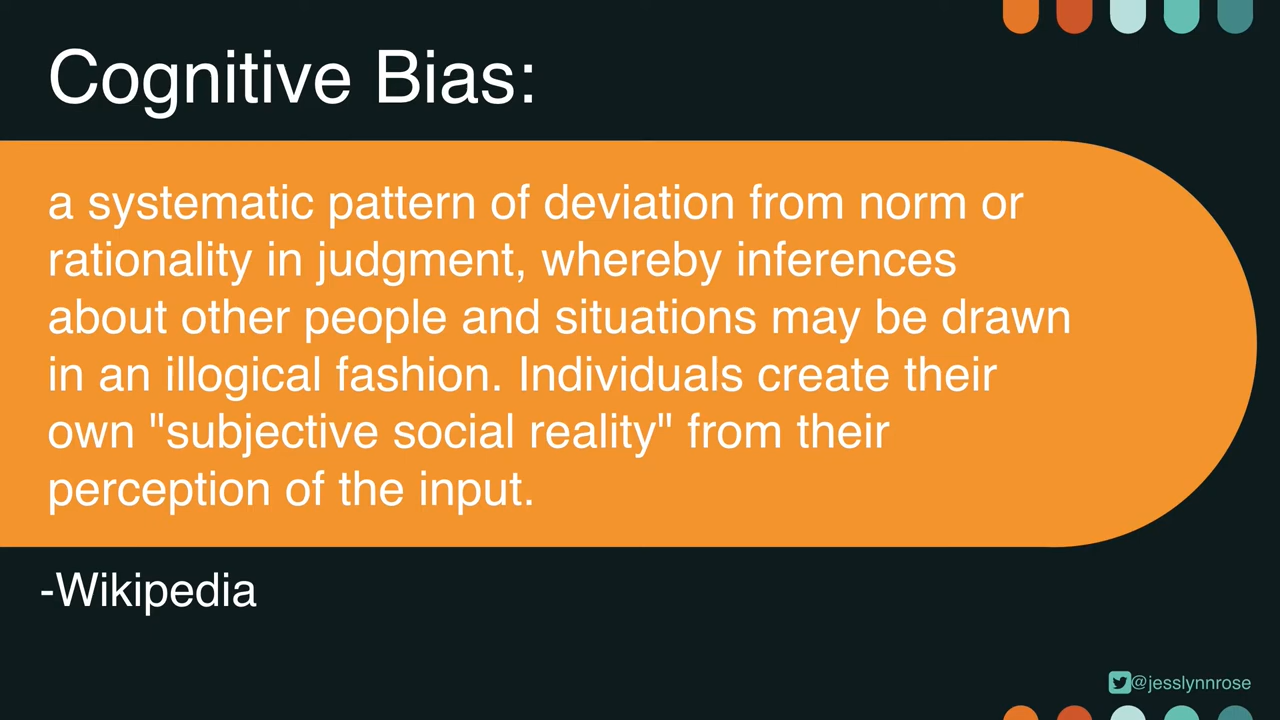 Cognitive Bias:
a systematic pattern of deviation from norm or
rationality in judgment, whereby inferences
about other people and situations may be drawn
in an illogical fashion. Individuals create their
own "subjective social reality" from their
perception of the input.
-Wikipedia
@jesslynnrose